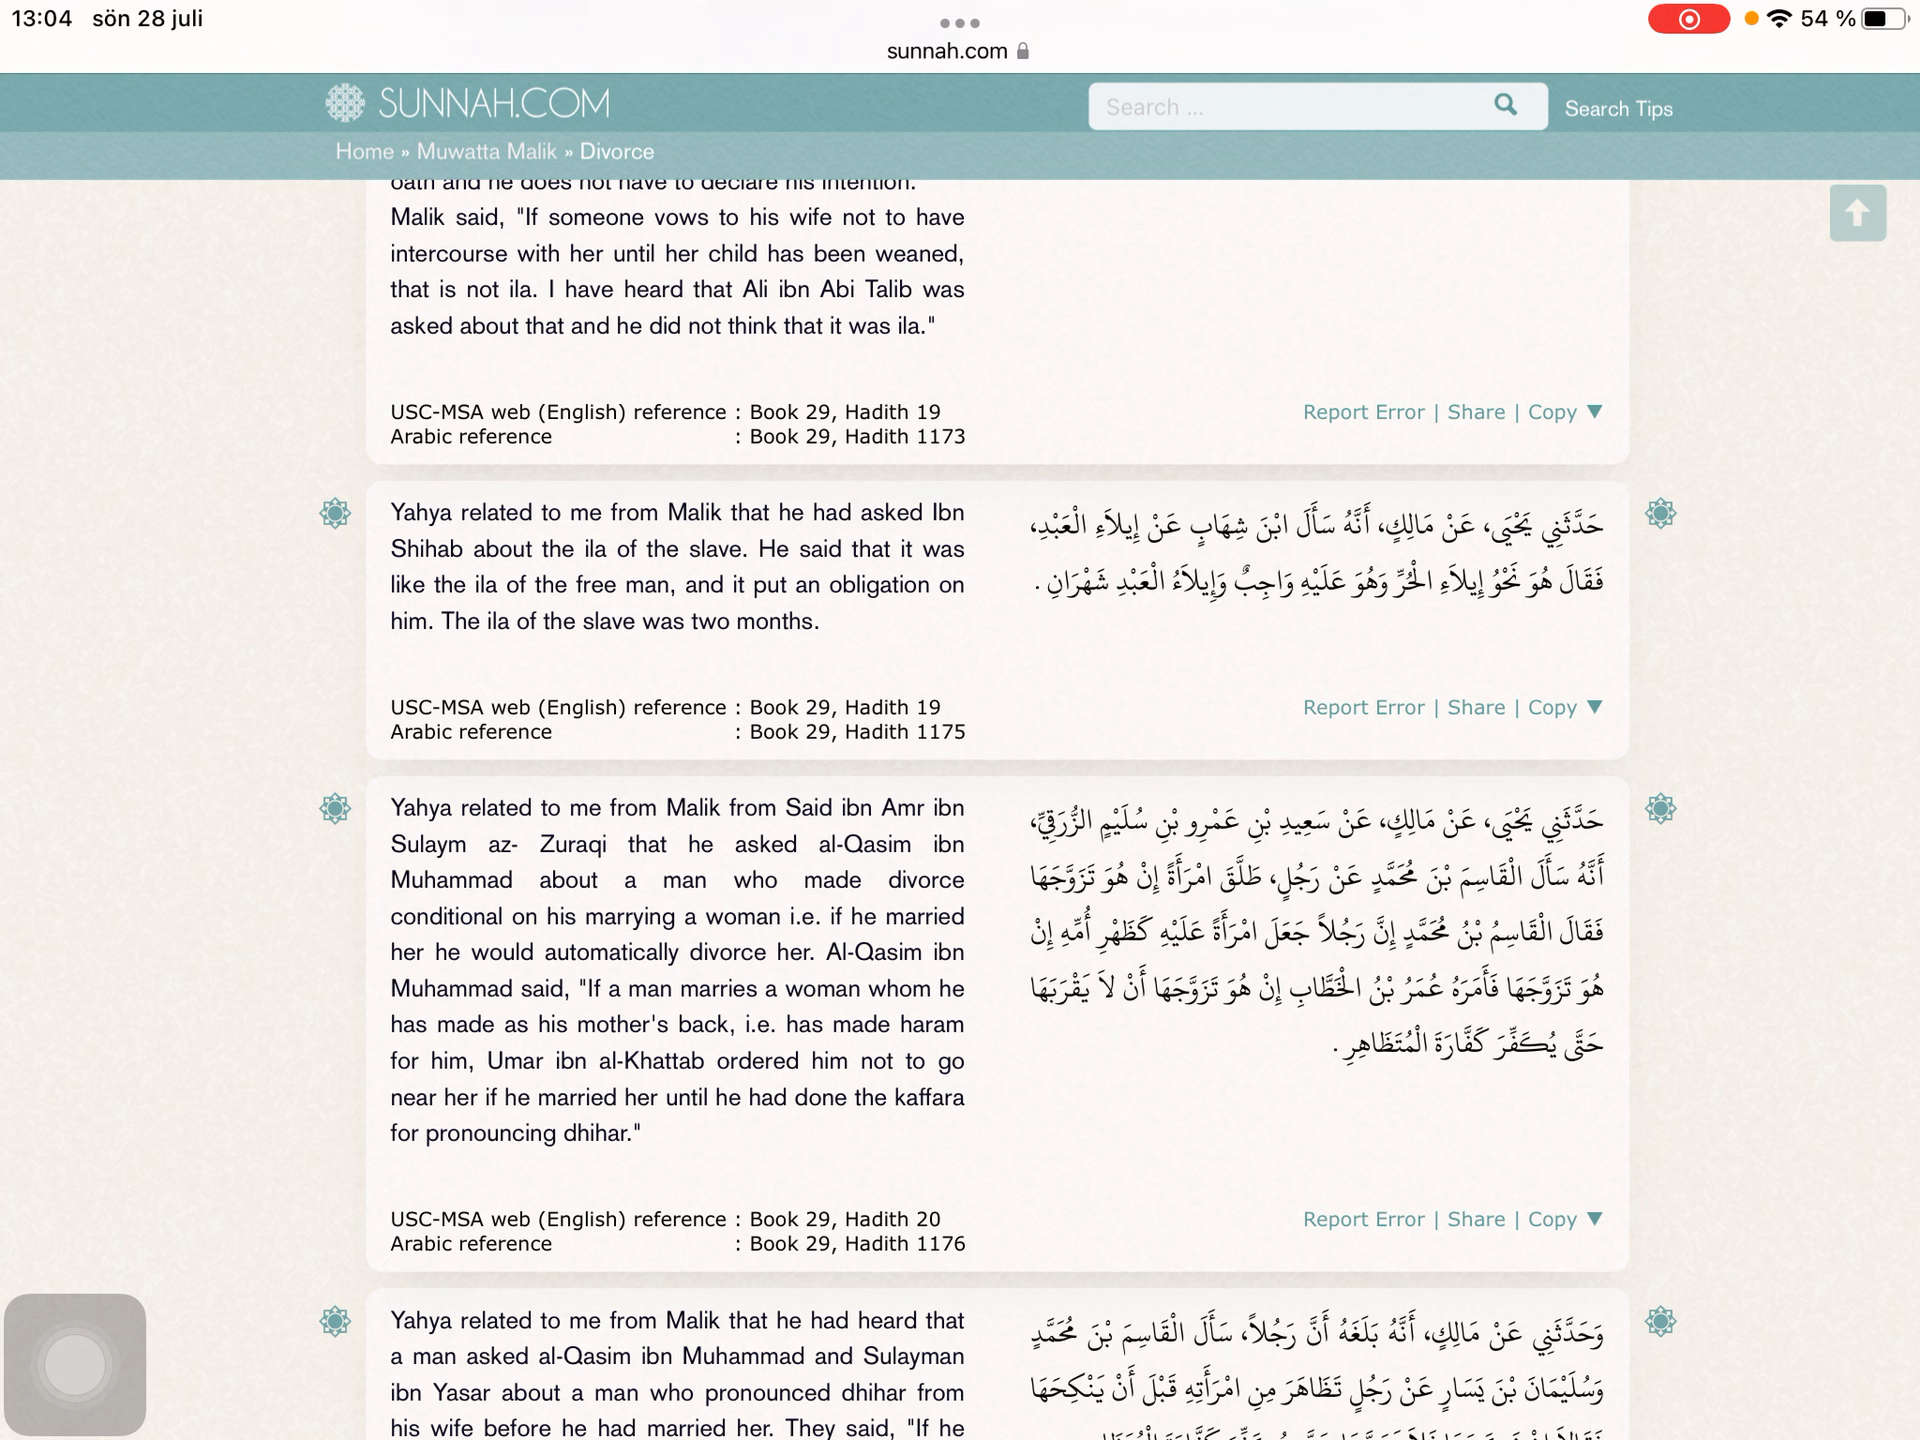 13:04 sön 28 juli
54 %
sunnah.com
SUNNAH.COM
Search ...
Search Tips
Home » Muwatta Malik » Divorce
oath and he does not have to declare his intention.
Malik said, "If someone vows to his wife not to have
intercourse with her until her child has been weaned,
that is not ila. I have heard that Ali ibn Abi Talib was
asked about that and he did not think that it was ila."
USC-MSA web (English) reference : Book 29, Hadith 19
Arabic reference : Book 29, Hadith 1173
Report Error | Share | Copy ▼
Yahya related to me from Malik that he had asked Ibn
Shihab about the ila of the slave. He said that it was
like the ila of the free man, and it put an obligation on
him. The ila of the slave was two months.
حَدَّثَنِي يَحْيَى، عَنْ مَالِكٍ، أَنَّهُ سَأَلَ ابْنَ شِهَابٍ عَنْ إِيلاَءِ الْعَبْدِ،
فَقَالَ هُوَ نَحْوُ إِيلاَءِ الْحُرِّ وَهُوَ عَلَيْهِ وَاجِبٌ وَإِيلاَءُ الْعَبْدِ شَهْرَانِ .
USC-MSA web (English) reference : Book 29, Hadith 19
Arabic reference : Book 29, Hadith 1175
Report Error | Share | Copy ▼
Yahya related to me from Malik from Said ibn Amr ibn
Sulaym az- Zuraqi that he asked al-Qasim ibn
Muhammad about a man who made divorce
conditional on his marrying a woman i.e. if he married
her he would automatically divorce her. Al-Qasim ibn
Muhammad said, "If a man marries a woman whom he
has made as his mother's back, i.e. has made haram
for him, Umar ibn al-Khattab ordered him not to go
near her if he married her until he had done the kaffara
for pronouncing dhihar."
حَدَّثَنِي يَحْيَى، عَنْ مَالِكٍ، عَنْ سَعِيدِ بْنِ عَمْرِو بْنِ سُلَيْمٍ الزُّرَقِيِّ،
أَنَّهُ سَأَلَ الْقَاسِمَ بْنَ مُحَمَّدٍ عَنْ رَجُلٍ، طَلَّقَ امْرَأَةً إِنْ هُوَ تَزَوَّجَهَا
فَقَالَ الْقَاسِمُ بْنُ مُحَمَّدٍ إِنَّ رَجُلاً جَعَلَ امْرَأَةً عَلَيْهِ كَظَهْرِ أُمِّهِ إِنْ
هُوَ تَزَوَّجَهَا فَأَمَرَهُ عُمَرُ بْنُ الْخَطَّابِ إِنْ هُوَ تَزَوَّجَهَا أَنْ لاَ يَقْرَبَهَا
حَتَّى يُكَفِّرَ كَفَّارَةَ الْمُتَظَاهِرِ .
USC-MSA web (English) reference : Book 29, Hadith 20
Arabic reference : Book 29, Hadith 1176
Report Error | Share | Copy ▼
Yahya related to me from Malik that he had heard that
a man asked al-Qasim ibn Muhammad and Sulayman
ibn Yasar about a man who pronounced dhihar from
his wife before he had married her. They said, "If he
وَحَدَّثَنِي عَنْ مَالِكٍ، أَنَّهُ بَلَغَهُ أَنَّ رَجُلاً، سَأَلَ الْقَاسِمَ بْنَ مُحَمَّدٍ
وَسُلَيْمَانَ بْنَ يَسَارٍ عَنْ رَجُلٍ تَظَاهَرَ مِنِ امْرَأَتِهِ قَبْلَ أَنْ يَنْكِحَهَا